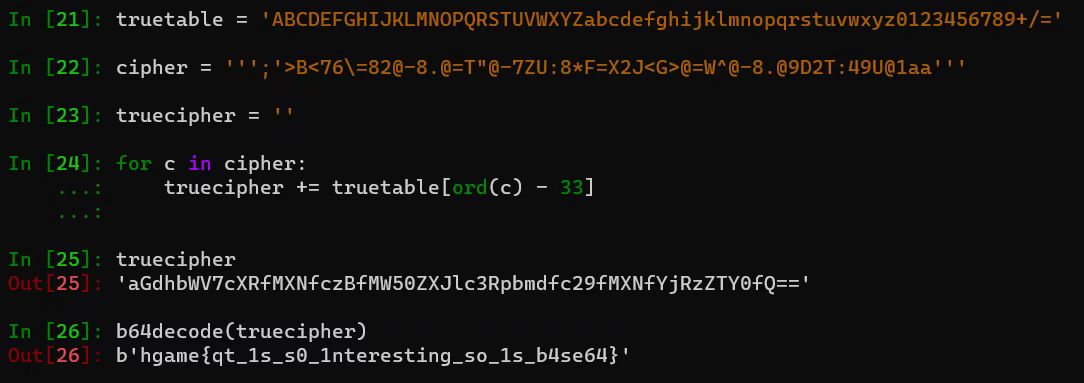 In [21]: truetable = 'ABCDEFGHIJKLMNOPQRSTUVWXYZabcdefghijklmnopqrstuvwxyz0123456789+/='
In [22]: cipher = ''';'>B<76\=82@-8.@=T"@-7ZU:8*F=X2J<G>@=W^@-8.@9D2T:49U@1aa'''
In [23]: truecipher = ''
In [24]: for c in cipher:
...: truecipher += truetable[ord(c) - 33]
...:
In [25]: truecipher
Out[25]: 'aGdhbWV7cXRfMXNfczBfMW50ZXJlc3Rpbmdfc29fMXNfYjRzZTY0fQ=='
In [26]: b64decode(truecipher)
Out[26]: b'hgame{qt_1s_s0_1nteresting_so_1s_b4se64}'